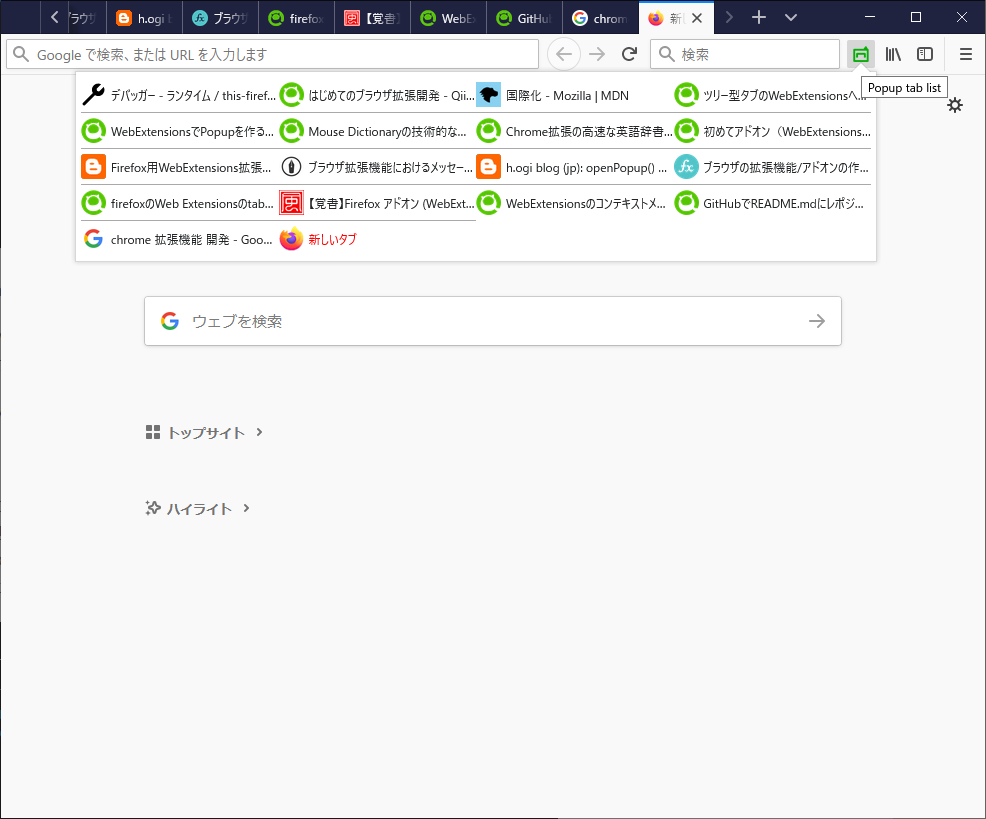 ブラウザ
h.ogi b
ブラウザ
firefox
【覚書】
WebE
GitHu
chrom
新し
Google で検索、または URL を入力します
検索
Popup tab list
デバッガー - ランタイム / this-firef...
はじめてのブラウザ拡張開発 - Qii...
国際化 - Mozilla | MDN
ツリー型タブのWebExtensionsへ...
WebExtensionsでPopupを作る...
Mouse Dictionaryの技術的な...
Chrome拡張の高速な英語辞書...
初めてアドオン（WebExtensions...
Firefox用WebExtensions拡張...
ブラウザ拡張機能におけるメッセー...
h.ogi blog (jp): openPopup() ...
ブラウザの拡張機能/アドオンの作...
firefoxのWeb Extensionsのtab...
【覚書】Firefox アドオン (WebExt...
WebExtensionsのコンテキストメ...
GitHubでREADME.mdにレポジ...
chrome 拡張機能 開発 - Goo...
新しいタブ
ウェブを検索
トップサイト
ハイライト